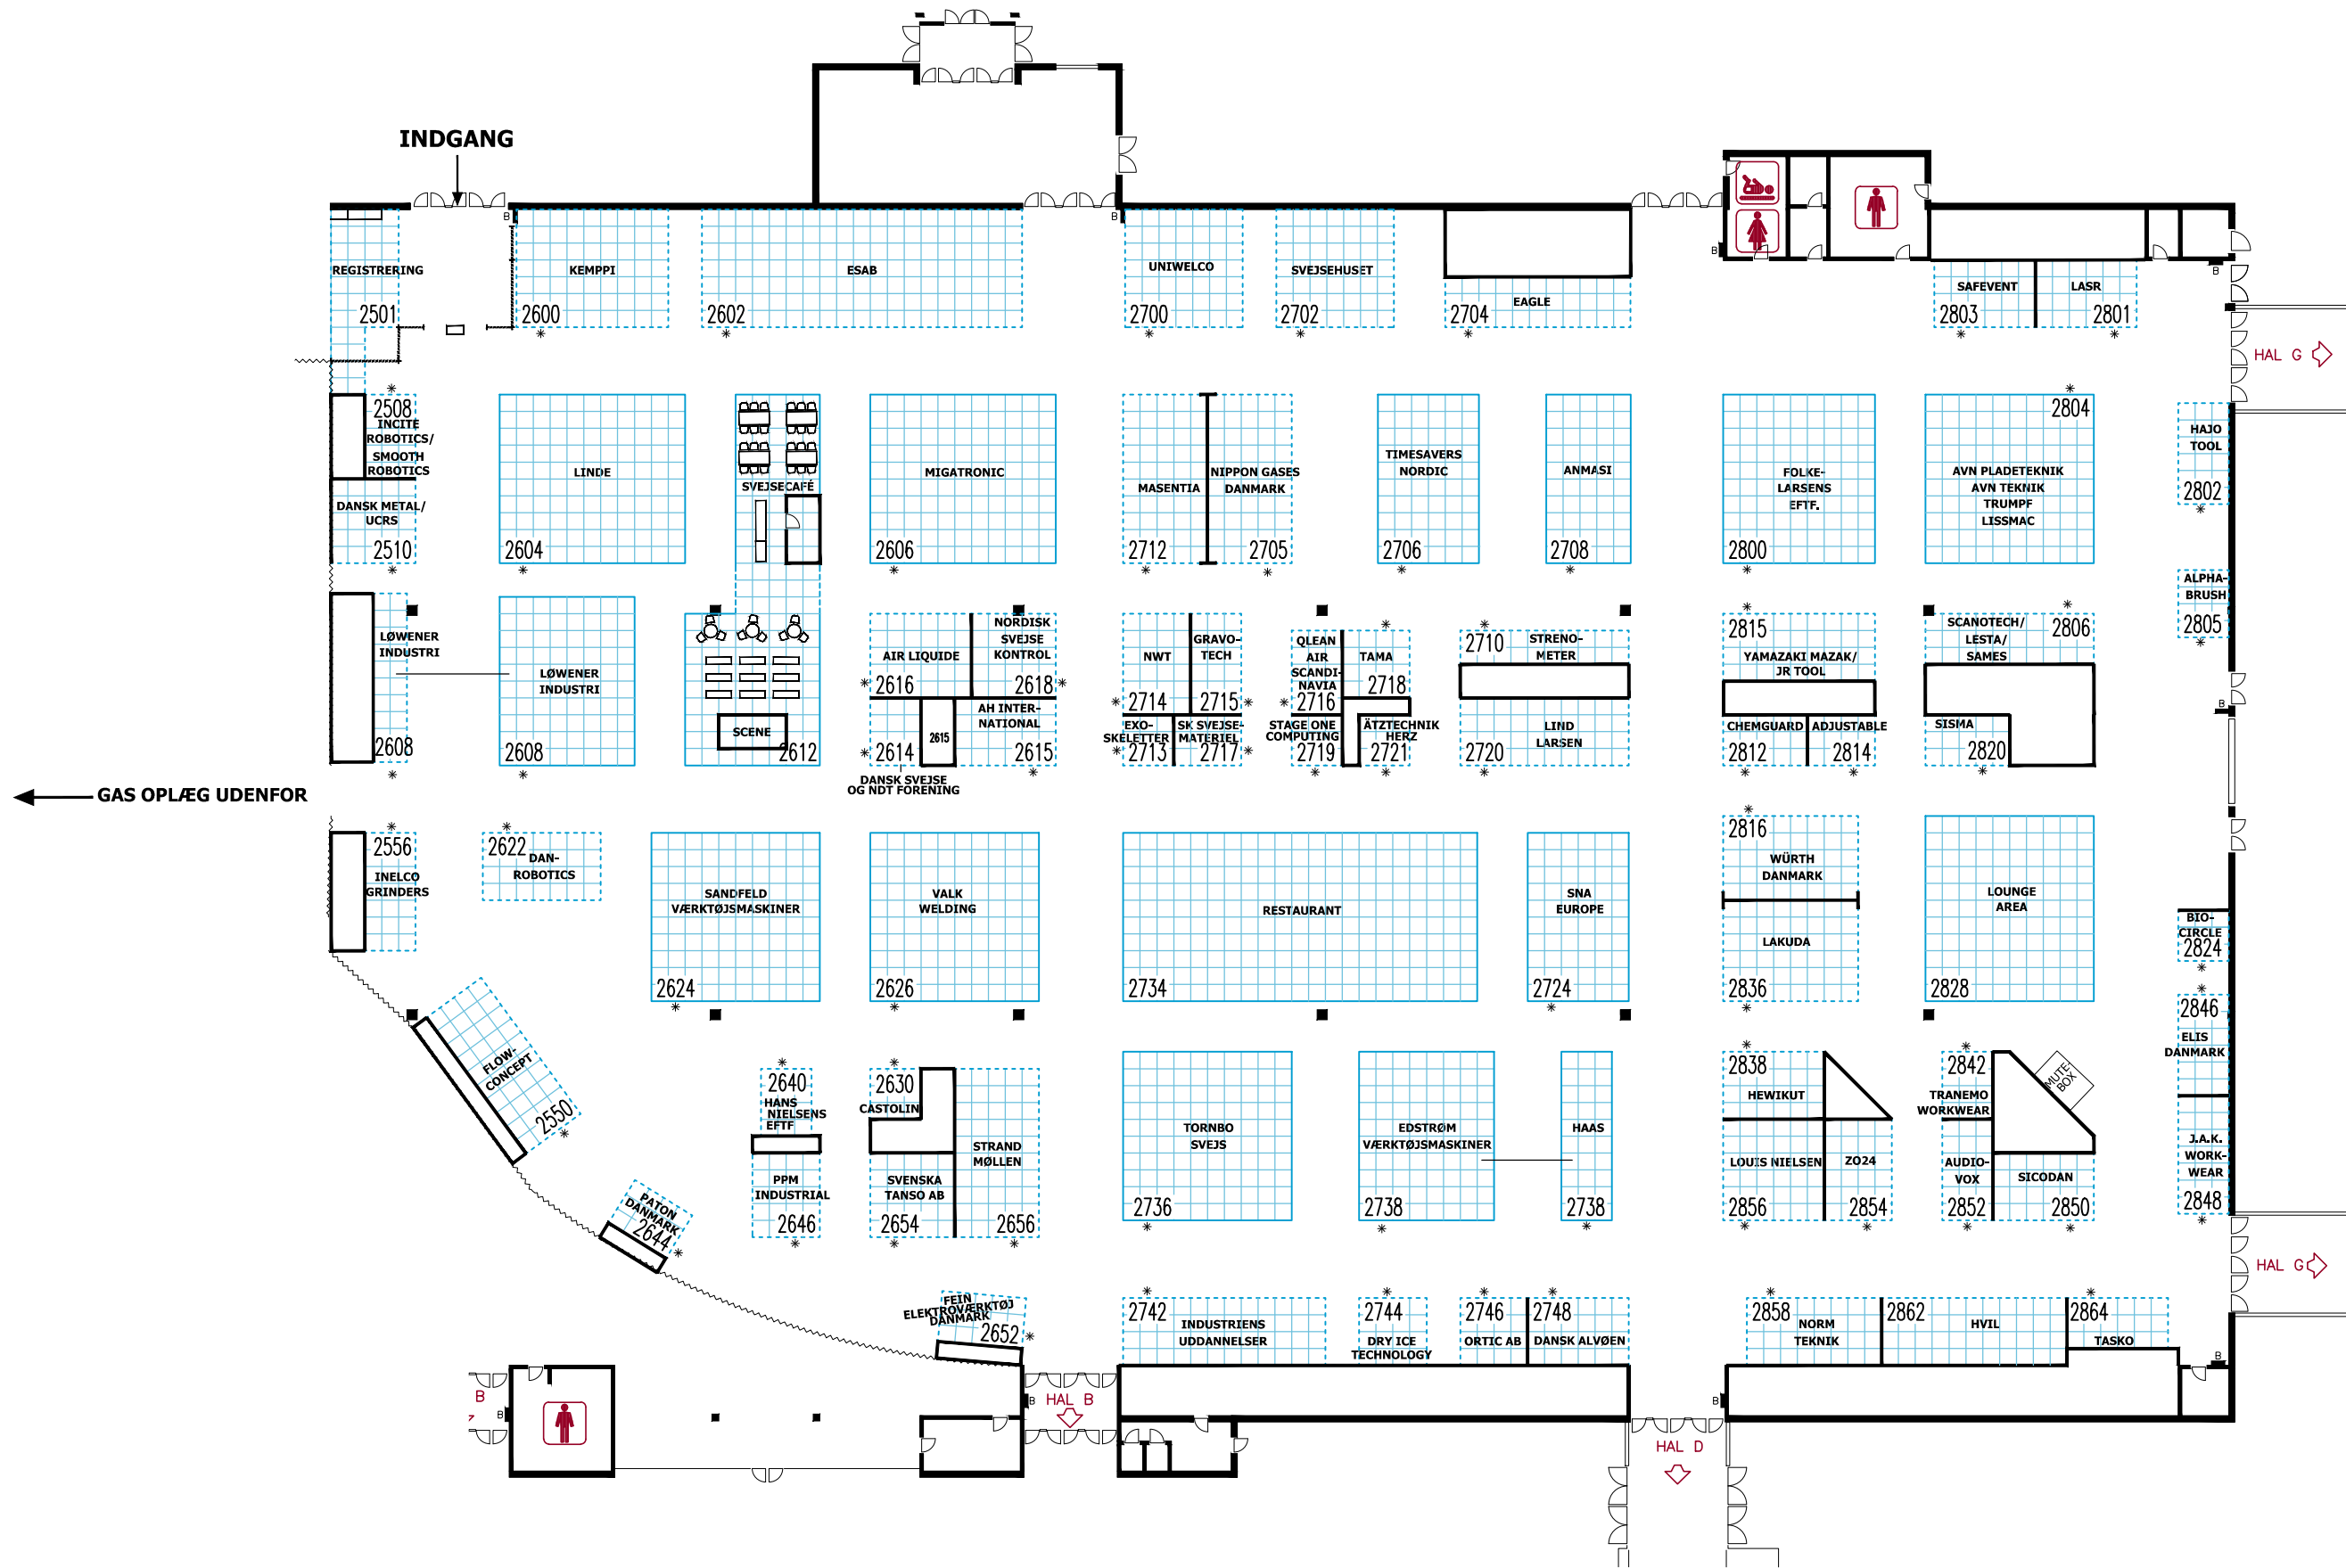 INDGANG
B
B
B
B
REGISTRERING
2501
KEMPPI
2600
ESAB
2602
UNIWELCO
2700
SVEJSEHUSET
2702
EAGLE
2704
SAFEVENT
2803
LASR
2801
HAL G
2508
INCITE
ROBOTICS/
SMOOTH
ROBOTICS
DANSK METAL/
UCRS
2510
LINDE
2604
SVEJSECAFÉ
MIGATRONIC
2606
MASENTIA
2712
NIPPON GASES
DANMARK
2705
TIMESAVERS
NORDIC
2706
ANMASI
2708
FOLKE-
LARSENS
EFTF.
2800
2804
AVN PLADETEKNIK
AVN TEKNIK
TRUMPF
LISSMAC
HAJO
TOOL
2802
ALPHA-
BRUSH
2805
LØWENER
INDUSTRI
2608
LØWENER
INDUSTRI
2608
SCENE
2612
AIR LIQUIDE
2616
NORDISK
SVEJSE
KONTROL
2618
2614
DANSK SVEJSE
OG NDT FORENING
2615
AH INTER-
NATIONAL
2615
NWT
2714
GRAVO-
TECH
2715
EXO-
SKELETTER
2713
SK SVEJSE-
MATERIEL
2717
QLEAN
AIR
SCANDI-
NAVIA
2716
TAMA
2718
STAGE ONE
COMPUTING
2719
ÄTZTECHNIK
HERZ
2721
2710
STRENO-
METER
LIND
LARSEN
2720
2815
YAMAZAKI MAZAK/
JR TOOL
CHEMGUARD
2812
ADJUSTABLE
2814
SCANOTECH/
LESTA/
SAMES
2806
SISMA
2820
B
GAS OPLÆG UDENFOR
2556
INELCO
GRINDERS
2622
DAN-
ROBOTICS
SANDFELD
VÆRKTØJSMASKINER
2624
VALK
WELDING
2626
RESTAURANT
2734
SNA
EUROPE
2724
2816
WÜRTH
DANMARK
LAKUDA
2836
LOUNGE
AREA
2828
BIO-
CIRCLE
2824
2846
ELIS
DANMARK
J.A.K.
WORK-
WEAR
2848
FLOW-
CONCEPT
2550
PATON
DANMARK
2644
2640
HANS
NIELSENS
EFTF
PPM
INDUSTRIAL
2646
2630
CASTOLIN
SVENSKA
TANSO AB
2654
STRAND
MØLLEN
2656
TORNBO
SVEJS
2736
EDSTRØM
VÆRKTØJSMASKINER
2738
HAAS
2738
2838
HEWIKUT
LOUIS NIELSEN
2856
ZO24
2854
2842
TRANEMO
WORKWEAR
MUTE-
BOX
AUDIO-
VOX
2852
SICODAN
2850
HAL G
FEIN
ELEKTROVÆRKTØJ
DANMARK
2652
2742
INDUSTRIENS
UDDANNELSER
2744
DRY ICE
TECHNOLOGY
2746
ORTIC AB
2748
DANSK ALVØEN
2858
NORM
TEKNIK
2862
HVIL
2864
TASKO
B
B
B
B
HAL B
B
HAL D